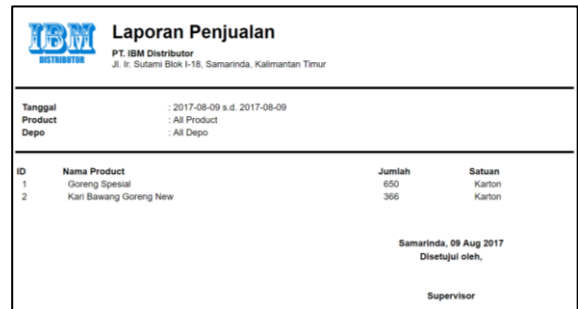 IBM
DISTRIBUTOR
Laporan Penjualan
PT. IBM Distributor
Jl. Ir. Sutami Blok I-18, Samarinda, Kalimantan Timur
Tanggal : 2017-08-09 s.d. 2017-08-09
Product : All Product
Depo : All Depo
ID Nama Product Jumlah Satuan
1 Goreng Spesial 650 Karton
2 Kari Bawang Goreng New 366 Karton
Samarinda, 09 Aug 2017
Disetujui oleh,
Supervisor